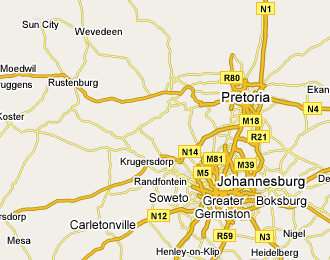 N1
Sun City
Wevedeen
Moedwil
Rustenburg
R80
ruggens
Ekan
Pretoria
N4
Koster
M18
R21
N14
M81
Krugersdorp
M39
M5
Randfontein
Johannesburg
Soweto
Greater
Germiston
Boksburg
N12
rsdorp
Carletonville
Mesa
R59
N3
Nigel
Henley-on-Klip
Heidelberg